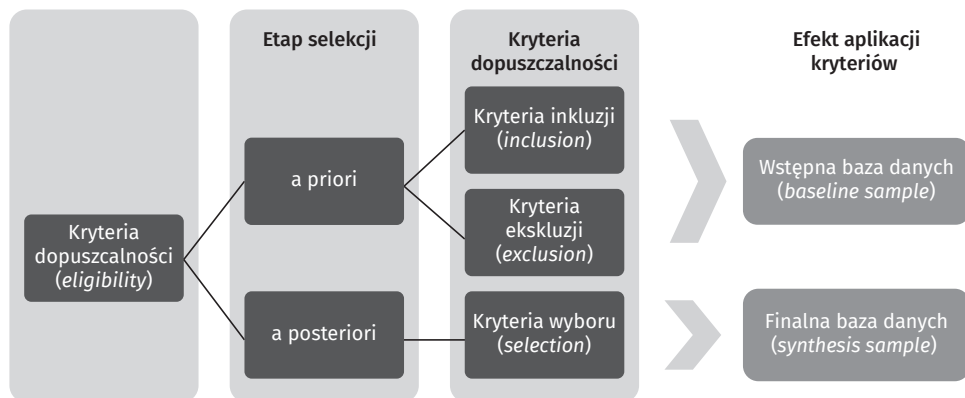 Etap selekcji
Kryteria
dopuszczalności
Efekt aplikacji
kryteriów
Kryteria
dopuszcalności
(eligibility)
a priori
a posteriori
Kryteria inkluzji
(inclusion)
Kryteria
ekskluzji
(exclusion)
Kryteria wyboru
(selection)
Wstępna baza danych
(baseline sample)
Finalna baza danych
(synthesis sample)